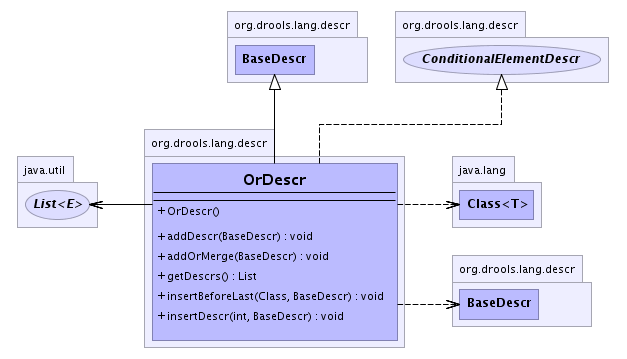 org.drools.lang.descr
BaseDescr
org.drools.lang.descr
ConditionalElementDescr
java.util
List<E>
org.drools.lang.descr
OrDescr
+ OrDescr()
+ addDescr(BaseDescr) : void
+ addOrMerge(BaseDescr) : void
+ getDescrs() : List
+ insertBeforeLast(Class, BaseDescr) : void
+ insertDescr(int, BaseDescr) : void
java.lang
Class<T>
org.drools.lang.descr
BaseDescr